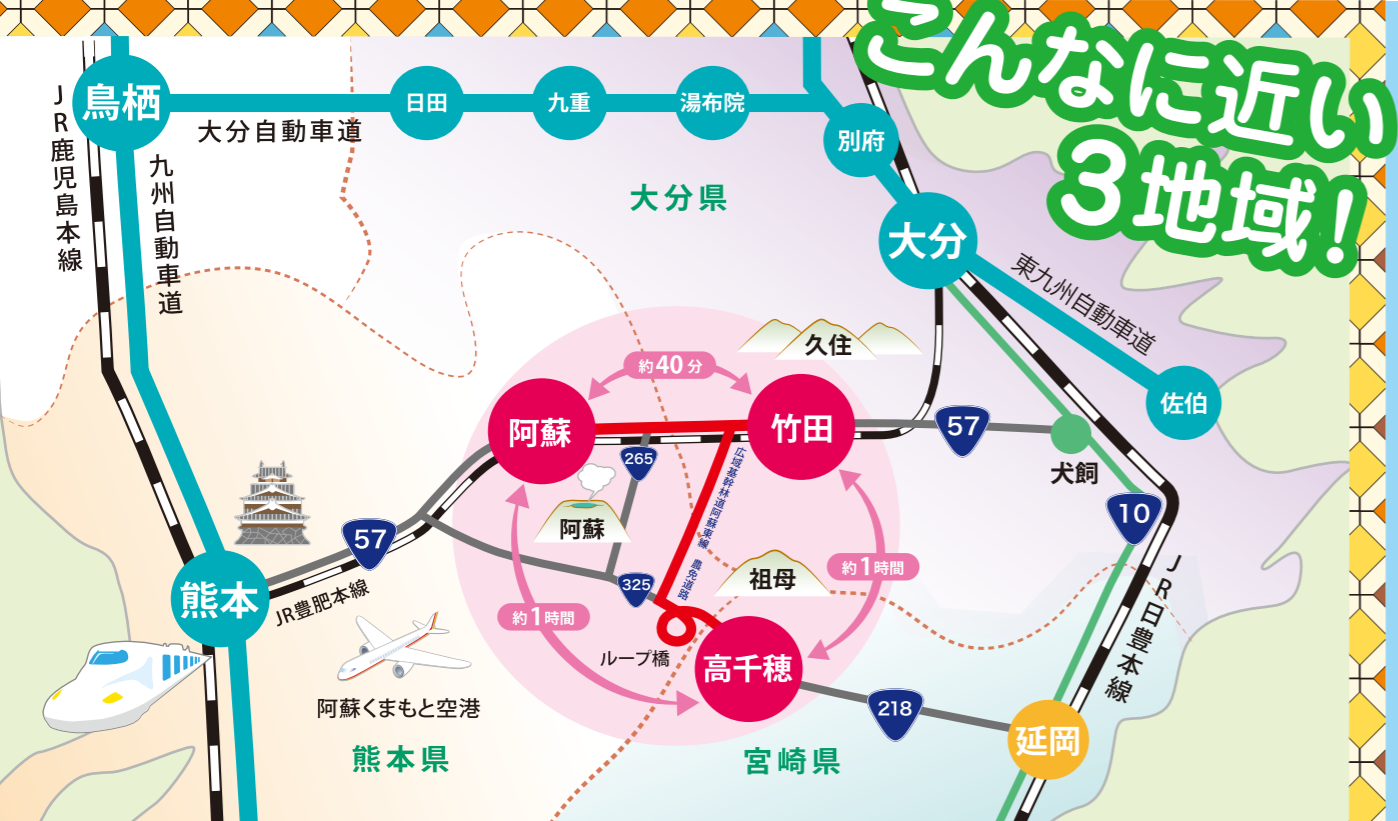 こんなに近い
3地域！
鳥栖
日田
九重
湯布院
別府
大分自動車道
JR鹿児島本線
九州自動車道
大分県
大分
東九州自動車道
佐伯
久住
約40分
阿蘇
竹田
57
犬飼
265
広域基幹林道阿蘇東線　農免道路
阿蘇
10
57
325
祖母
約1時間
熊本
JR豊肥本線
約1時間
JR日豊本線
ループ橋
高千穂
阿蘇くまもと空港
218
延岡
熊本県
宮崎県